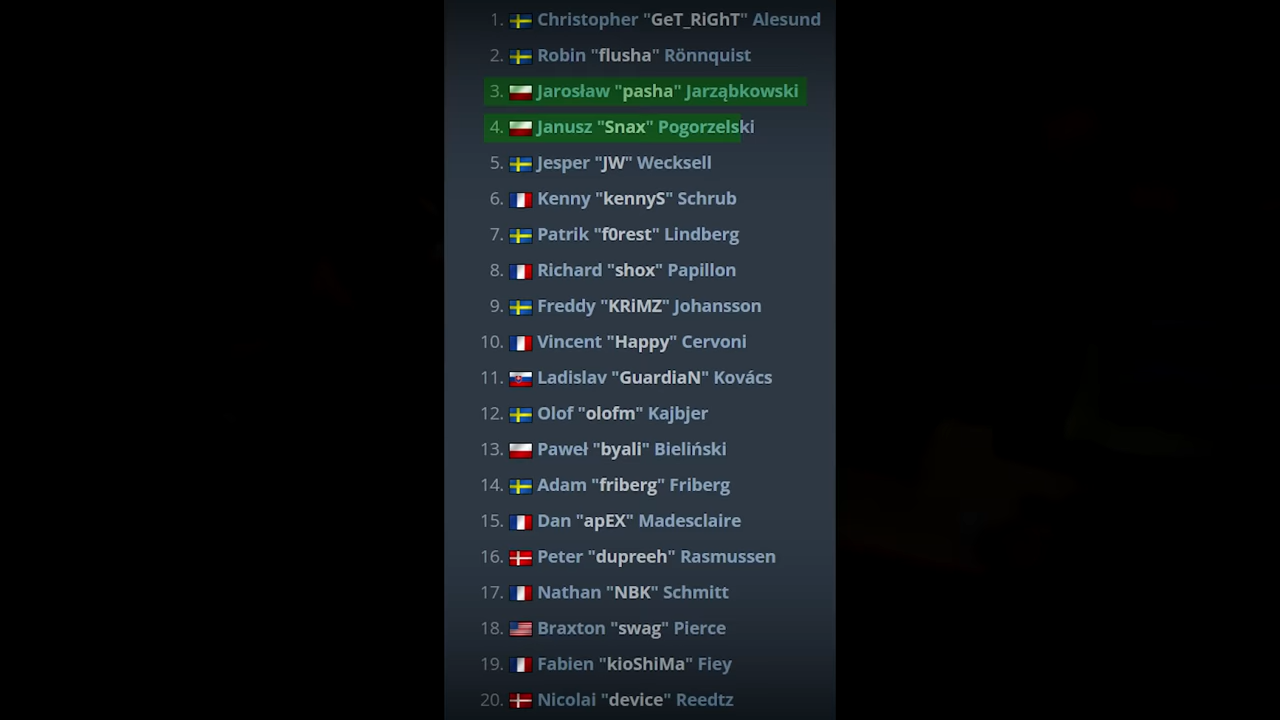 1. Christopher "GeT_RiGhT" Alesund
2. Robin "flusha" Rönnquist
3. Jarosław "pasha" Jarząbkowski
4. Janusz "Snax" Pogorzelski
5. Jesper "JW" Wecksell
6. Kenny "kennyS" Schrub
7. Patrik "f0rest" Lindberg
8. Richard "shox" Papillon
9. Freddy "KRiMZ" Johansson
10. Vincent "Happy" Cervoni
11. Ladislav "GuardiaN" Kovács
12. Olof "olofm" Kajbjer
13. Paweł "byali" Bieliński
14. Adam "friberg" Friberg
15. Dan "apEX" Madesclaire
16. Peter "dupreeh" Rasmussen
17. Nathan "NBK" Schmitt
18. Braxton "swag" Pierce
19. Fabien "kioShiMa" Fiey
20. Nicolai "device" Reedtz